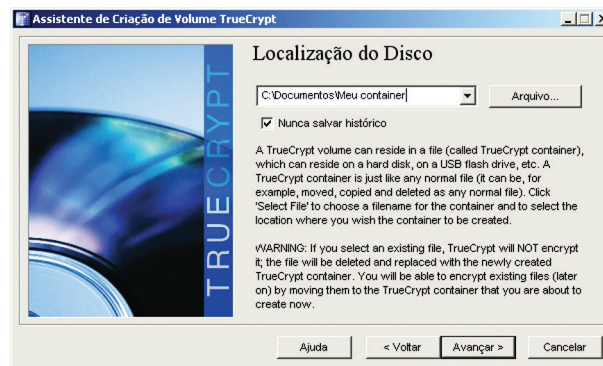 Assistente de Criação de Volume TrueCrypt
TRUECRYPT
Localização do Disco
C:\Documentos\Meu container
Arquivo...
Nunca salvar histórico
A TrueCrypt volume can reside in a file (called TrueCrypt container),
which can reside on a hard disk, on a USB flash drive, etc. A
TrueCrypt container is just like any normal file (it can be, for
example, moved, copied and deleted as any normal file). Click
'Select File' to choose a filename for the container and to select the
location where you wish the container to be created.
WARNING: If you select an existing file, TrueCrypt will NOT encrypt
it; the file will be deleted and replaced with the newly created
TrueCrypt container. You will be able to encrypt existing files (later
on) by moving them to the TrueCrypt container that you are about to
create now.
Ajuda
< Voltar
Avançar >
Cancelar